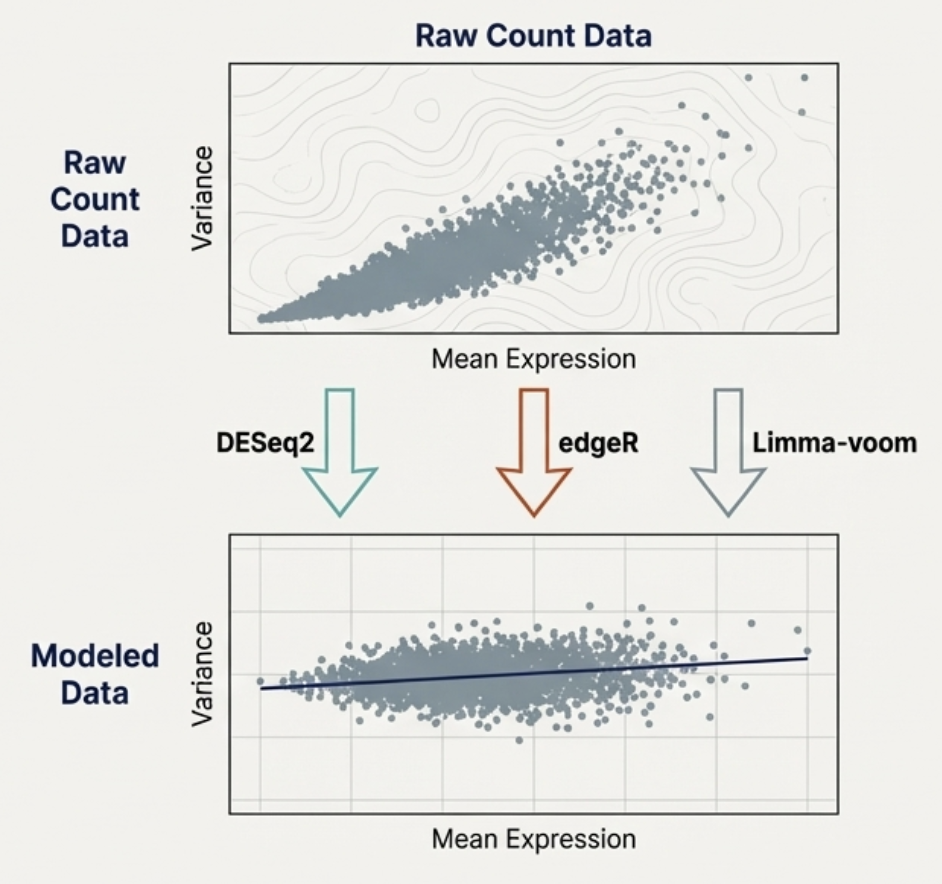 Raw Count Data
Raw
Count
Data
Variance
Mean Expression
DESeq2
edgeR
Limma-voom
Modeled
Data
Variance
Mean Expression